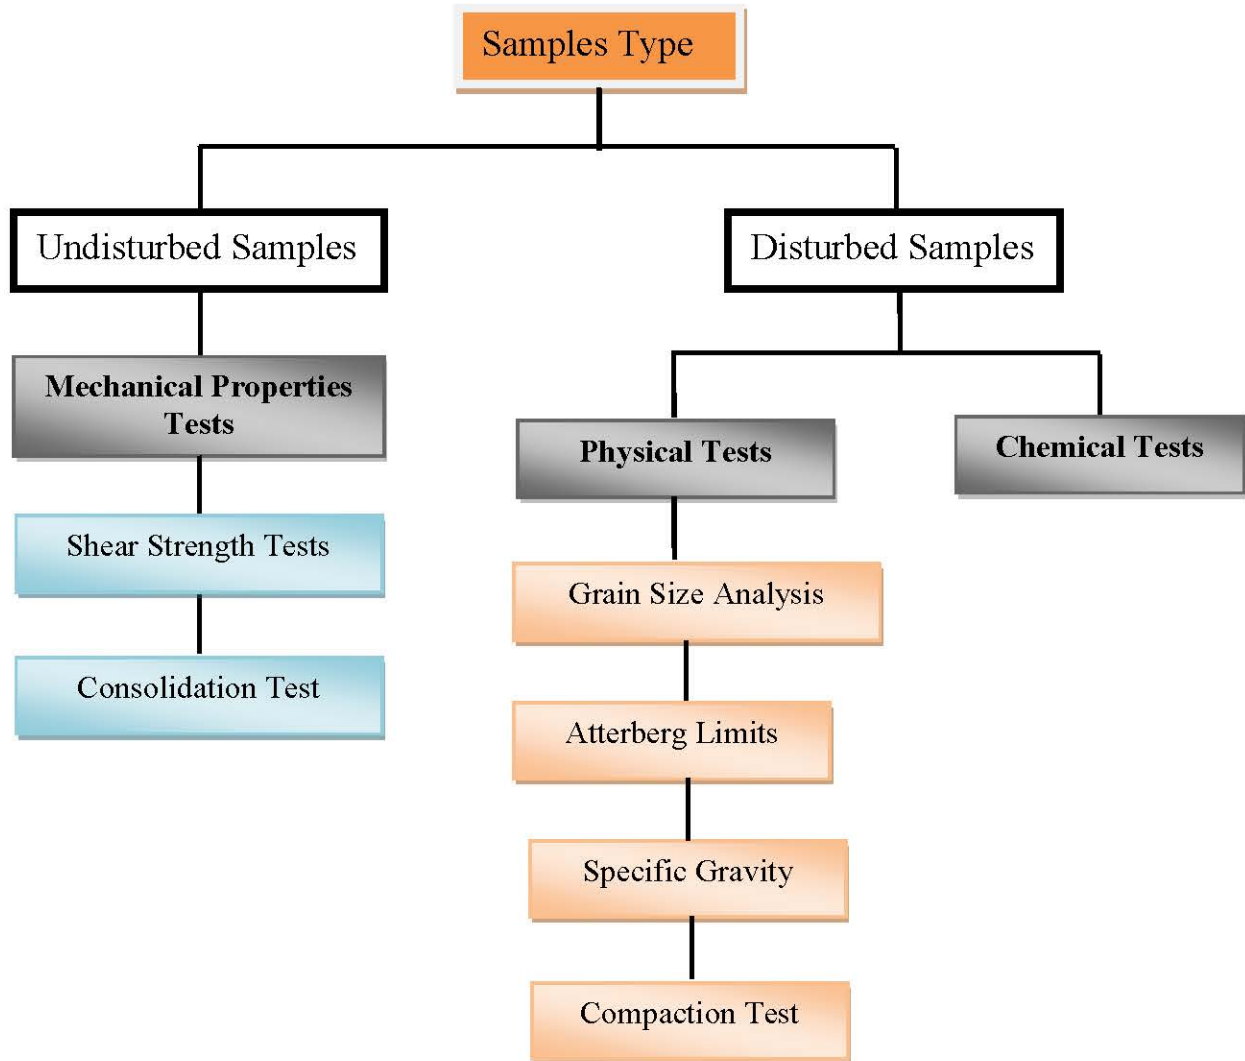 Samples Type
Undisturbed Samples
Disturbed Samples
Mechanical Properties
Tests
Physical Tests
Chemical Tests
Shear Strength Tests
Grain Size Analysis
Consolidation Test
Atterberg Limits
Specific Gravity
Compaction Test